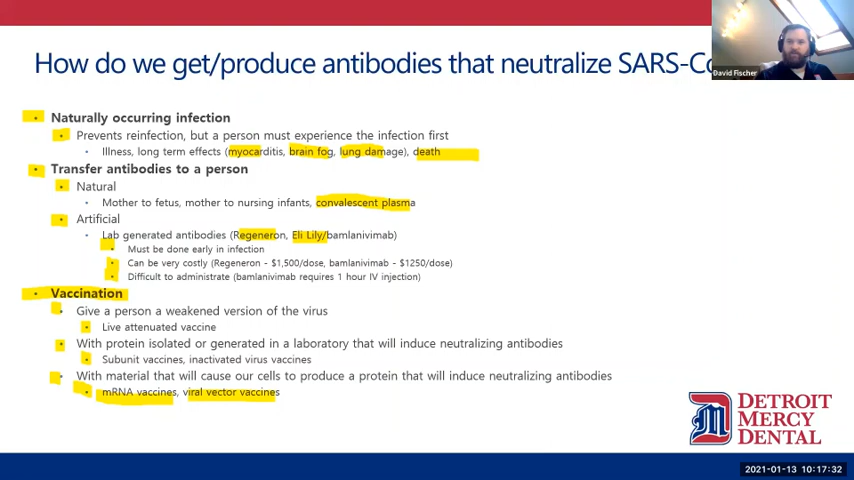 How do we get/produce antibodies that neutralize SARS-Co
David Fischer
• Naturally occurring infection
• Prevents reinfection, but a person must experience the infection first
• Illness, long term effects (myocarditis, brain fog, lung damage), death
• Transfer antibodies to a person
• Natural
• Mother to fetus, mother to nursing infants, convalescent plasma
• Artificial
• Lab generated antibodies (Regeneron, Eli Lily/bamlanivimab)
• Must be done early in infection
• Can be very costly (Regeneron - $1,500/dose, bamlanivimab - $1250/dose)
• Difficult to administer (bamlanivimab requires 1 hour IV injection)
• Vaccination
• Give a person a weakened version of the virus
• Live attenuated vaccine
• With protein isolated or generated in a laboratory that will induce neutralizing antibodies
• Subunit vaccines, inactivated virus vaccines
• With material that will cause our cells to produce a protein that will induce neutralizing antibodies
• mRNA vaccines, viral vector vaccines
DETROIT
MERCY
DENTAL
2021-01-13 10:17:32